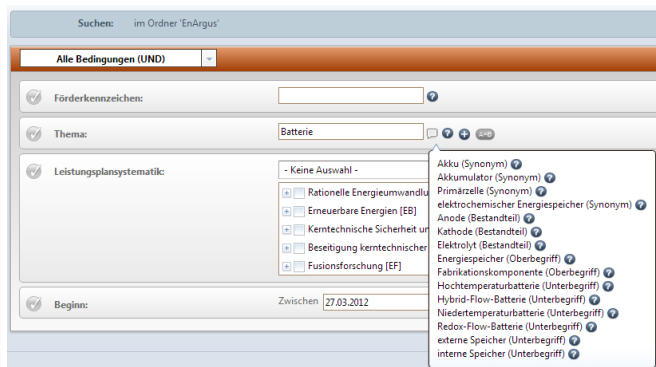 Suchen: im Ordner 'EnArgus'
Alle Bedingungen (UND)
Förderkennzeichen:
Thema: Batterie
A=B
Leistungsplansystematik: - Keine Auswahl -
Rationelle Energieumwandlu
Erneuerbare Energien [EB]
Kerntechnische Sicherheit un
Beseitigung kerntechnischer
Fusionsforschung [EF]
Beginn: Zwischen 27.03.2012
Akku (Synonym)
Akkumulator (Synonym)
Primärzelle (Synonym)
elektrochemischer Energiespeicher (Synonym)
Anode (Bestandteil)
Kathode (Bestandteil)
Elektrolyt (Bestandteil)
Energiespeicher (Oberbegriff)
Fabrikationskomponente (Oberbegriff)
Hochtemperaturbatterie (Unterbegriff)
Hybrid-Flow-Batterie (Unterbegriff)
Niedertemperaturbatterie (Unterbegriff)
Redox-Flow-Batterie (Unterbegriff)
externe Speicher (Unterbegriff)
interne Speicher (Unterbegriff)